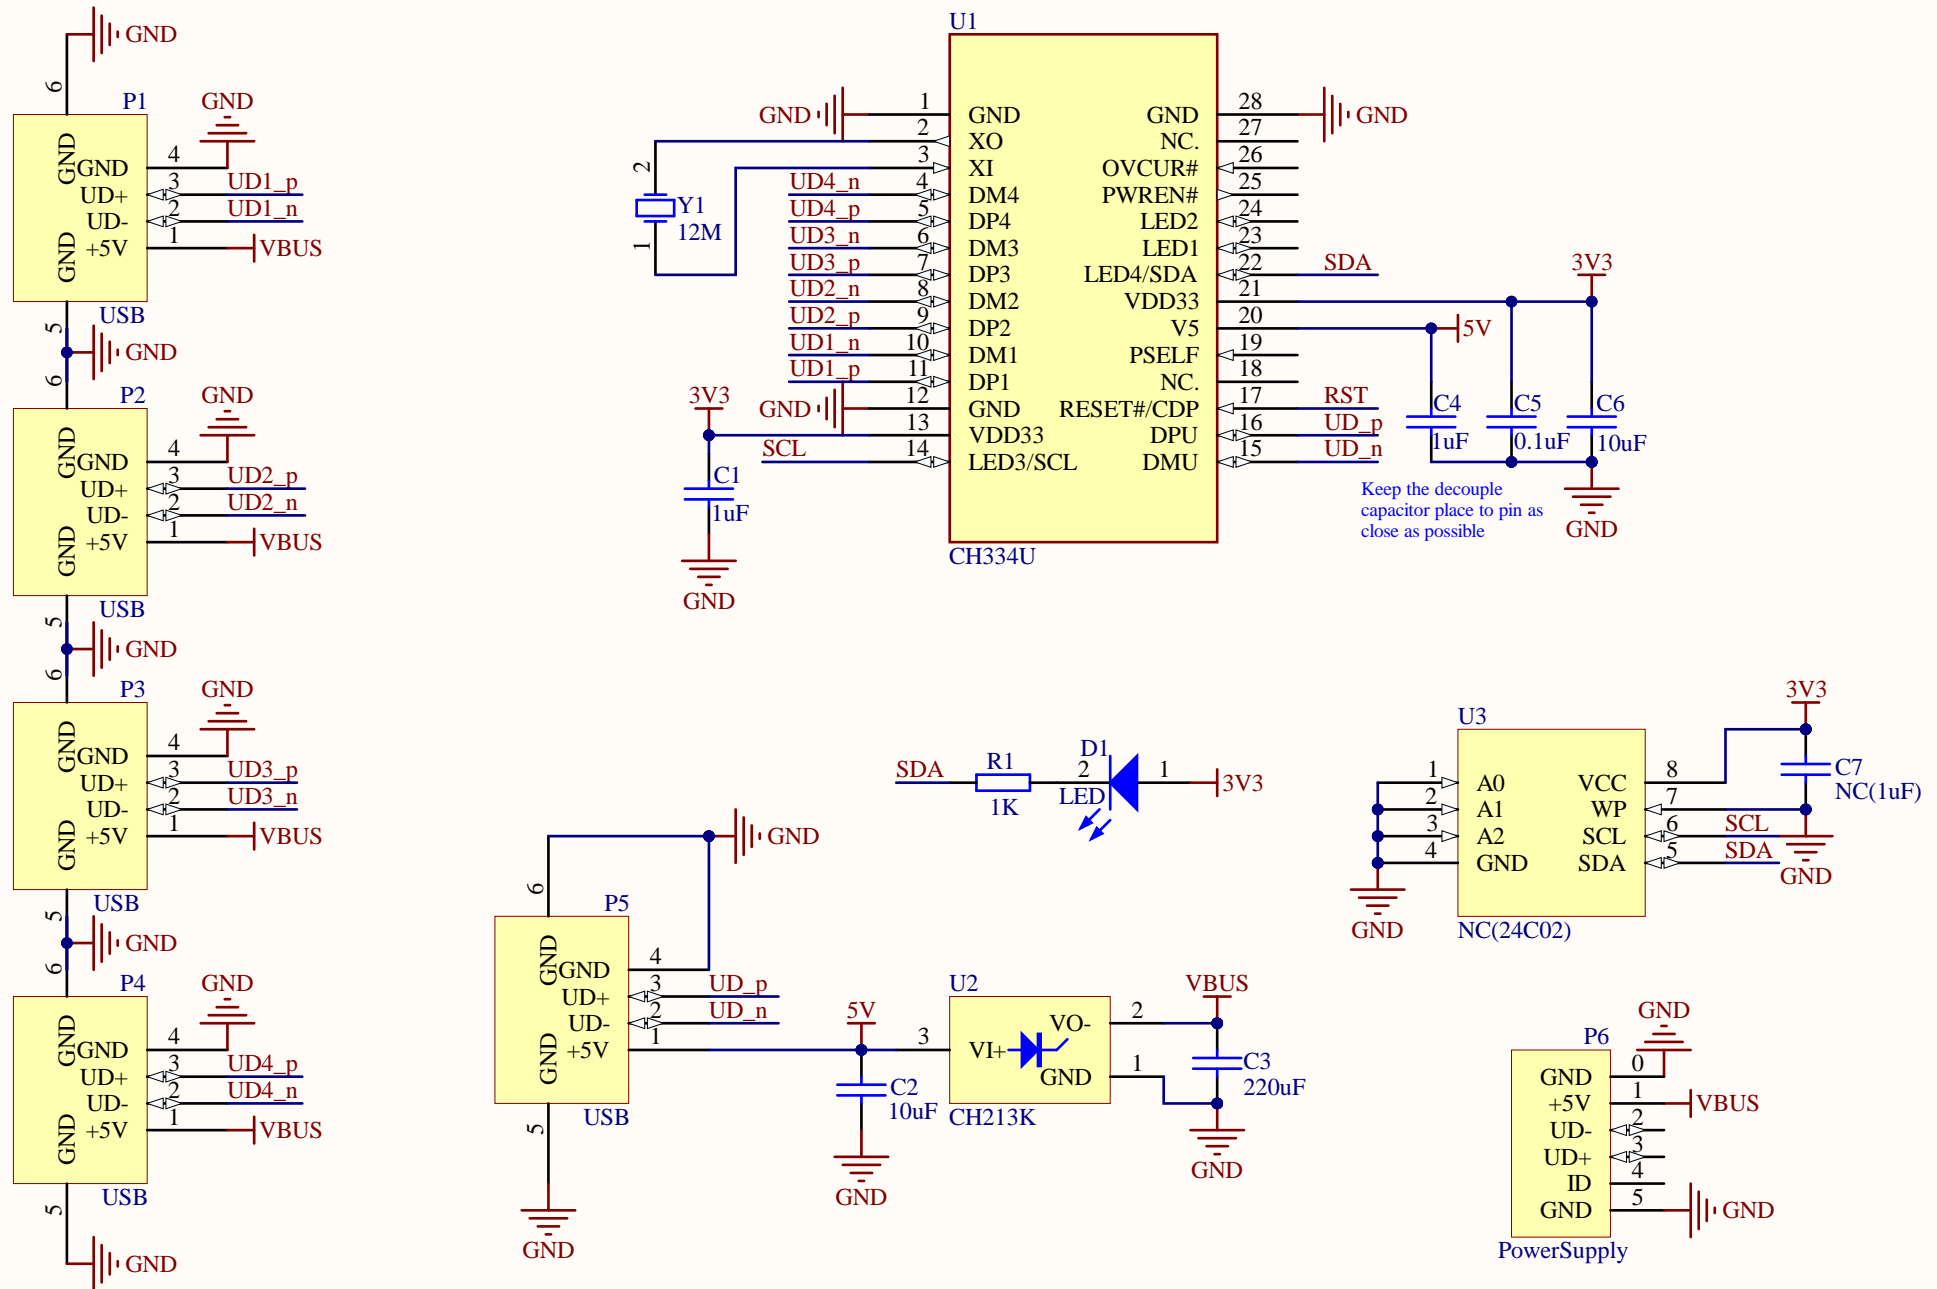 GND
6
P1
GND
GND
GND
4
UD+
3
UD1_p
UD-
2
UD1_n
GND
+5V
1
VBUS
USB
5
GND
6
P2
GND
GND
GND
4
UD+
3
UD2_p
UD-
2
UD2_n
GND
+5V
1
VBUS
USB
5
GND
6
P3
GND
GND
GND
4
UD+
3
UD3_p
UD-
2
UD3_n
GND
+5V
1
VBUS
USB
5
GND
6
P4
GND
GND
GND
4
UD+
3
UD4_p
UD-
2
UD4_n
GND
+5V
1
VBUS
USB
5
GND
U1
GND 1 GND
2 XO
3 XI
UD4_n 4 DM4
UD4_p 5 DP4
UD3_n 6 DM3
UD3_p 7 DP3
UD2_n 8 DM2
UD2_p 9 DP2
UD1_n 10 DM1
UD1_p 11 DP1
GND 12 GND
13 VDD33
SCL 14 LED3/SCL
GND 28 GND
NC. 27
OVCUR# 26
PWREN# 25
LED2 24
LED1 23
LED4/SDA 22 SDA
VDD33 21
V5 20 5V
PSELF 19
NC. 18
RESET#/CDP 17 RST
DPU 16 UD_p
DMU 15 UD_n
CH334U
2
Y1
12M
1
3V3
C1
1uF
GND
3V3
C4
1uF
C5
0.1uF
C6
10uF
GND
Keep the decouple
capacitor place to pin as
close as possible
SDA
R1
1K
D1
2
LED
1
3V3
U3
1 A0
2 A1
3 A2
4 GND
VCC 8
WP 7
SCL 6 SCL
SDA 5 SDA
NC(24C02)
GND
3V3
C7
NC(1uF)
GND
GND
6
P5
GND
GND
4
UD+
3
UD_p
UD-
2
UD_n
GND
+5V
1
USB
5
GND
5V
C2
10uF
GND
U2
3 VI+
VO- 2
GND 1
CH213K
VBUS
C3
220uF
GND
P6
GND
GND 0
+5V 1 VBUS
UD- 2
UD+ 3
ID 4
GND 5 GND
PowerSupply